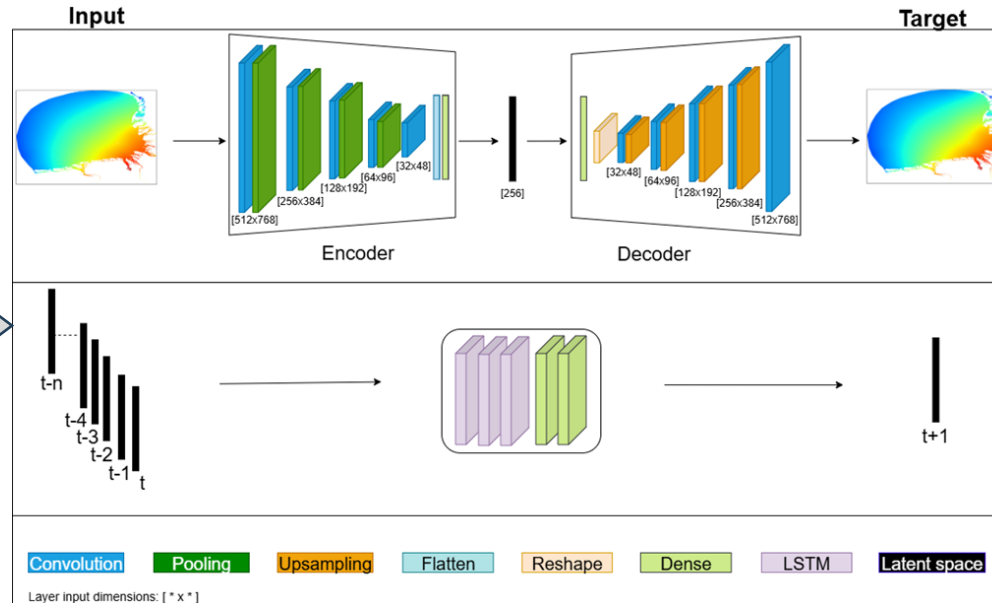 Input
Target
[512x768]
[256x384]
[128x192]
[64x96]
[32x48]
[256]
[32x48]
[64x96]
[128x192]
[256x384]
[512x768]
Encoder
Decoder
t-n
t-4
t-3
t-2
t-1
t
t+1
Convolution
Pooling
Upsampling
Flatten
Reshape
Dense
LSTM
Latent space
Layer input dimensions: [ * x * ]